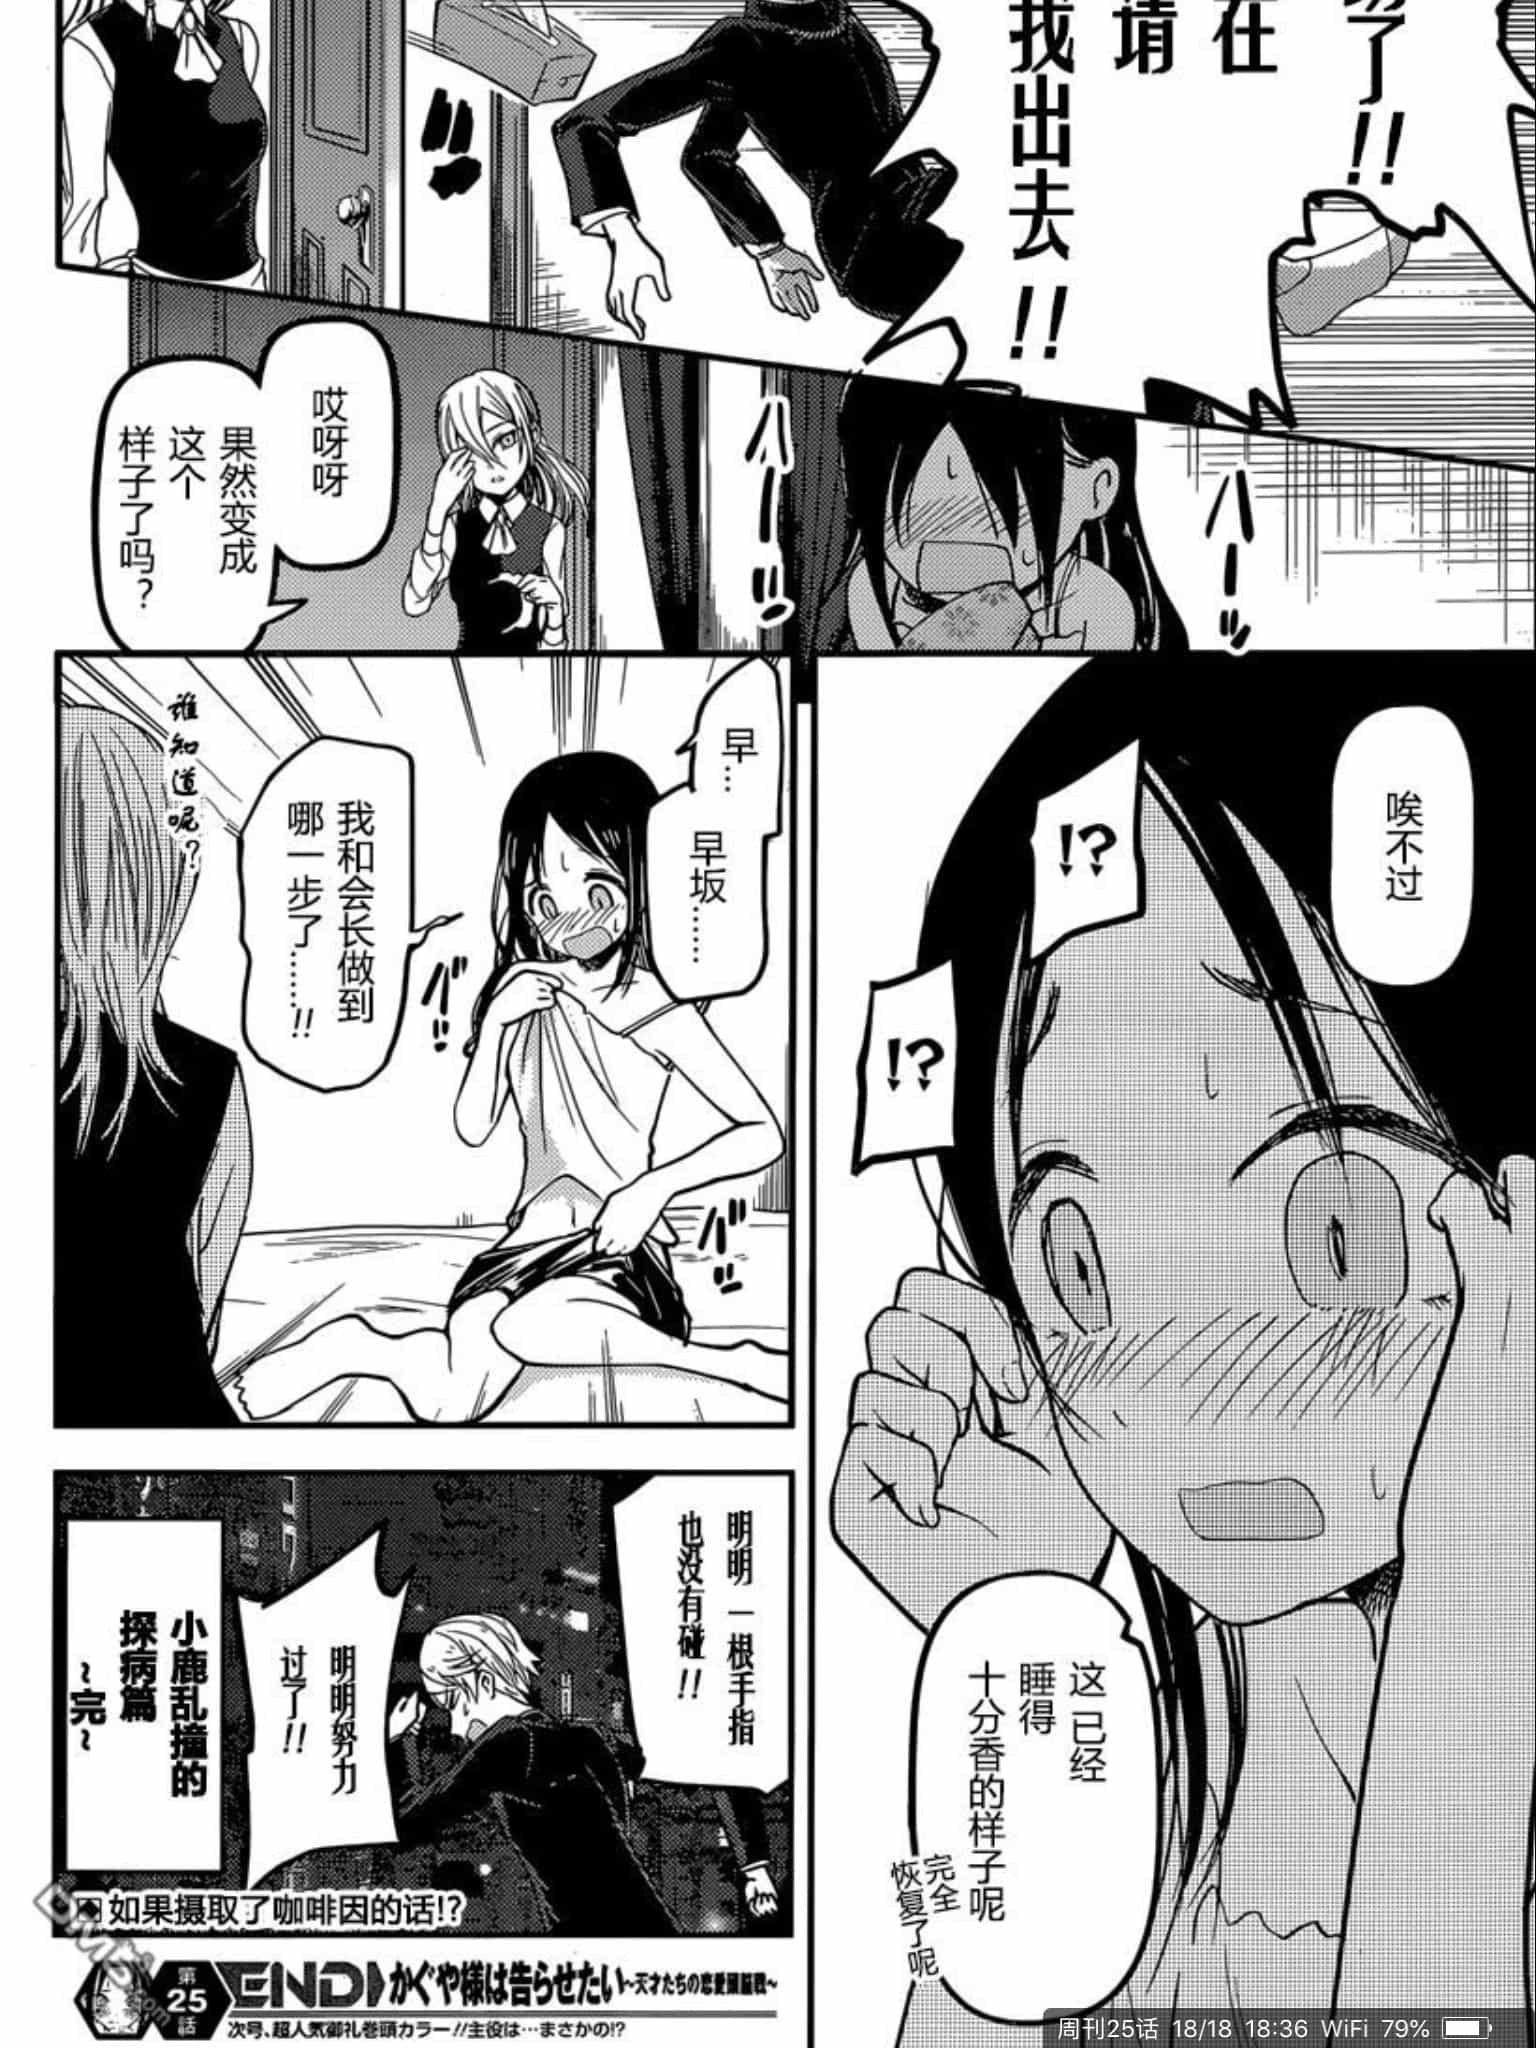 了!!
在
请
我出去!!
哎呀呀
果然变成
这个
样子了吗?
唉不过
!?
!?
这已经
睡得
十分香的样子呢
完全
恢复了呢
早…
早坂……
我和会长做到
哪一步了……!!
谁知道呢?
明明一根手指
也没有碰!!
明明努力
过了!!
小鹿乱撞的
探病篇
~完~
如果摄取了咖啡因的话!?
第25話
END かぐや様は告らせたい~天才たちの恋愛頭脳戦~
次号、超人気御礼巻頭カラー!!主役は…まさかの!?
周刊25话 18/18 18:36 WiFi 79%